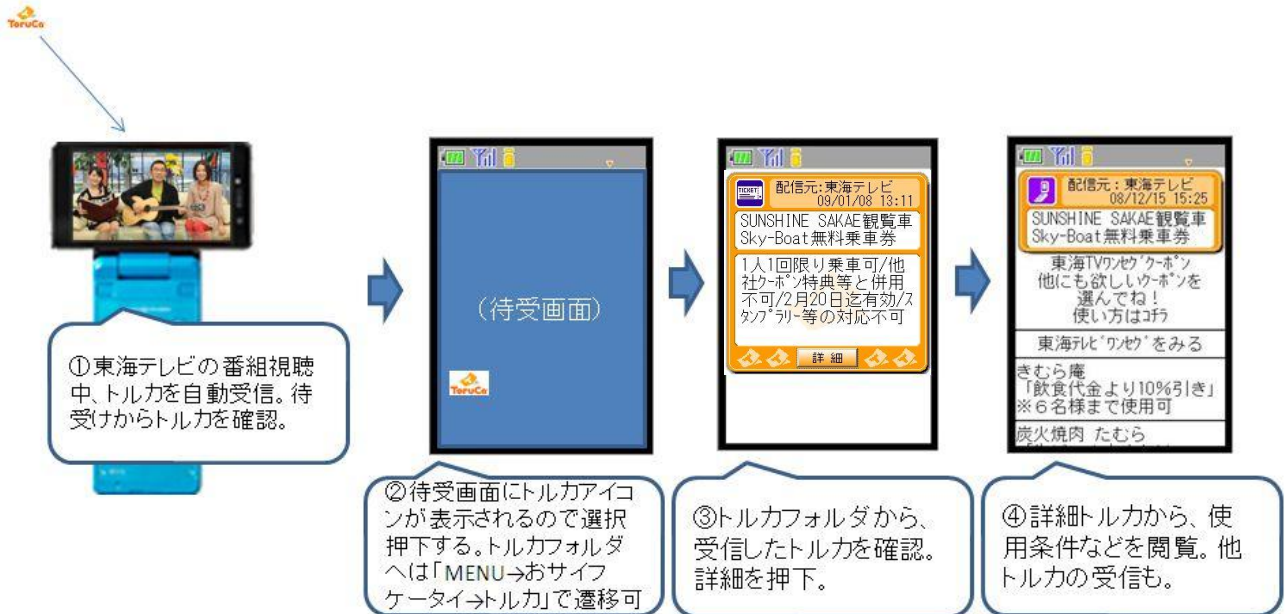 ToruCa
①東海テレビの番組視聴
中、トルカを自動受信。待
受けからトルカを確認。
(待受画面)
ToruCa
②待受画面にトルカアイコ
ンが表示されるので選択
押下する。トルカフォルダ
へは「MENU→おサイフ
ケータイ→トルカ」で遷移可
TICKET
配信元:東海テレビ
09/01/08 13:11
SUNSHINE SAKAE観覧車
Sky-Boat無料乗車券
1人1回限り乗車可/他
社ｸｰﾎﾟﾝ特典等と併用
不可/2月20日迄有効/ｽ
ﾀﾝﾌﾟﾗﾘｰ等の対応不可
詳細
③トルカフォルダから、
受信したトルカを確認。
詳細を押下。
配信元:東海テレビ
08/12/15 15:25
SUNSHINE SAKAE観覧車
Sky-Boat無料乗車券
東海TVﾜﾝｾｸﾞｸｰﾎﾟﾝ
他にも欲しいｸｰﾎﾟﾝを
選んでね！
使い方はｺﾁﾗ
東海ﾃﾚﾋﾞﾜﾝｾｸﾞをみる
きむら庵
「飲食代金より10%引き」
※６名様まで使用可
炭火焼肉 たむら
④詳細トルカから、使
用条件などを閲覧。他
トルカの受信も。